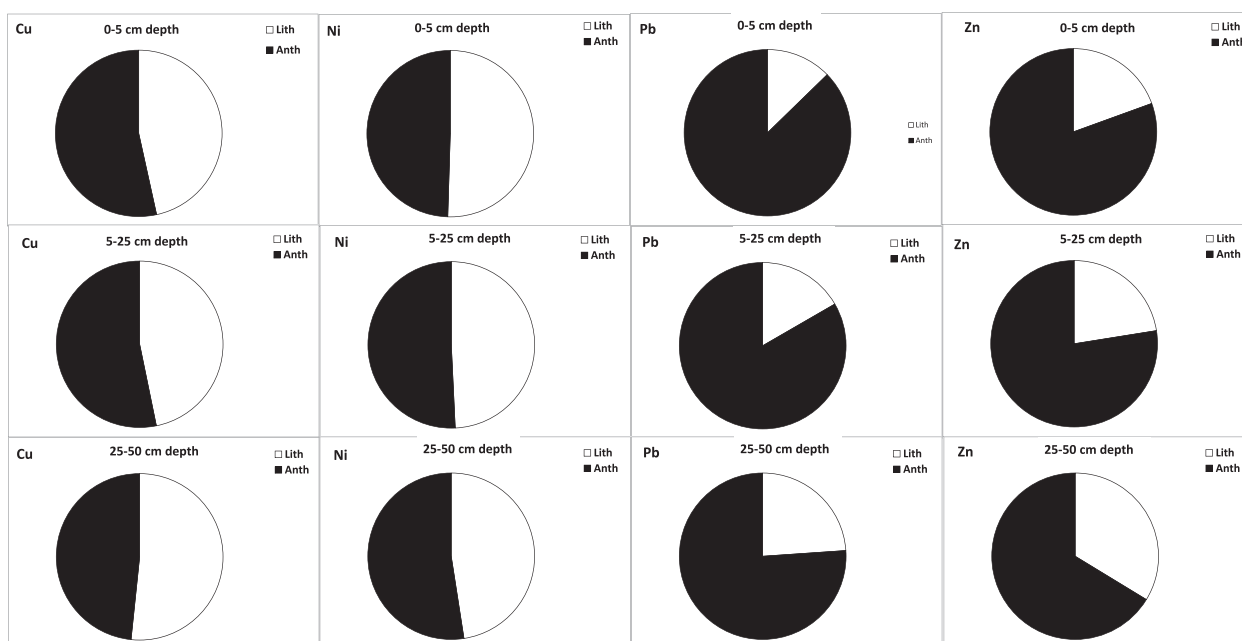 Cu
0-5 cm depth
Lith
Anth
Ni
0-5 cm depth
Lith
Anth
Pb
0-5 cm depth
Lith
Anth
Zn
0-5 cm depth
Lith
Anth
Cu
5-25 cm depth
Lith
Anth
Ni
5-25 cm depth
Lith
Anth
Pb
5-25 cm depth
Lith
Anth
Zn
5-25 cm depth
Lith
Anth
Cu
25-50 cm depth
Lith
Anth
Ni
25-50 cm depth
Lith
Anth
Pb
25-50 cm depth
Lith
Anth
Zn
25-50 cm depth
Lith
Anth